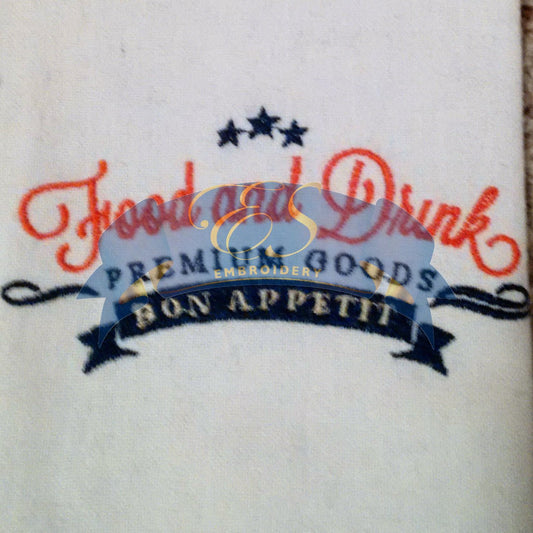 Food and Drink
ES
PREMIUM GOODS
EMBROIDERY
BON APPETIT